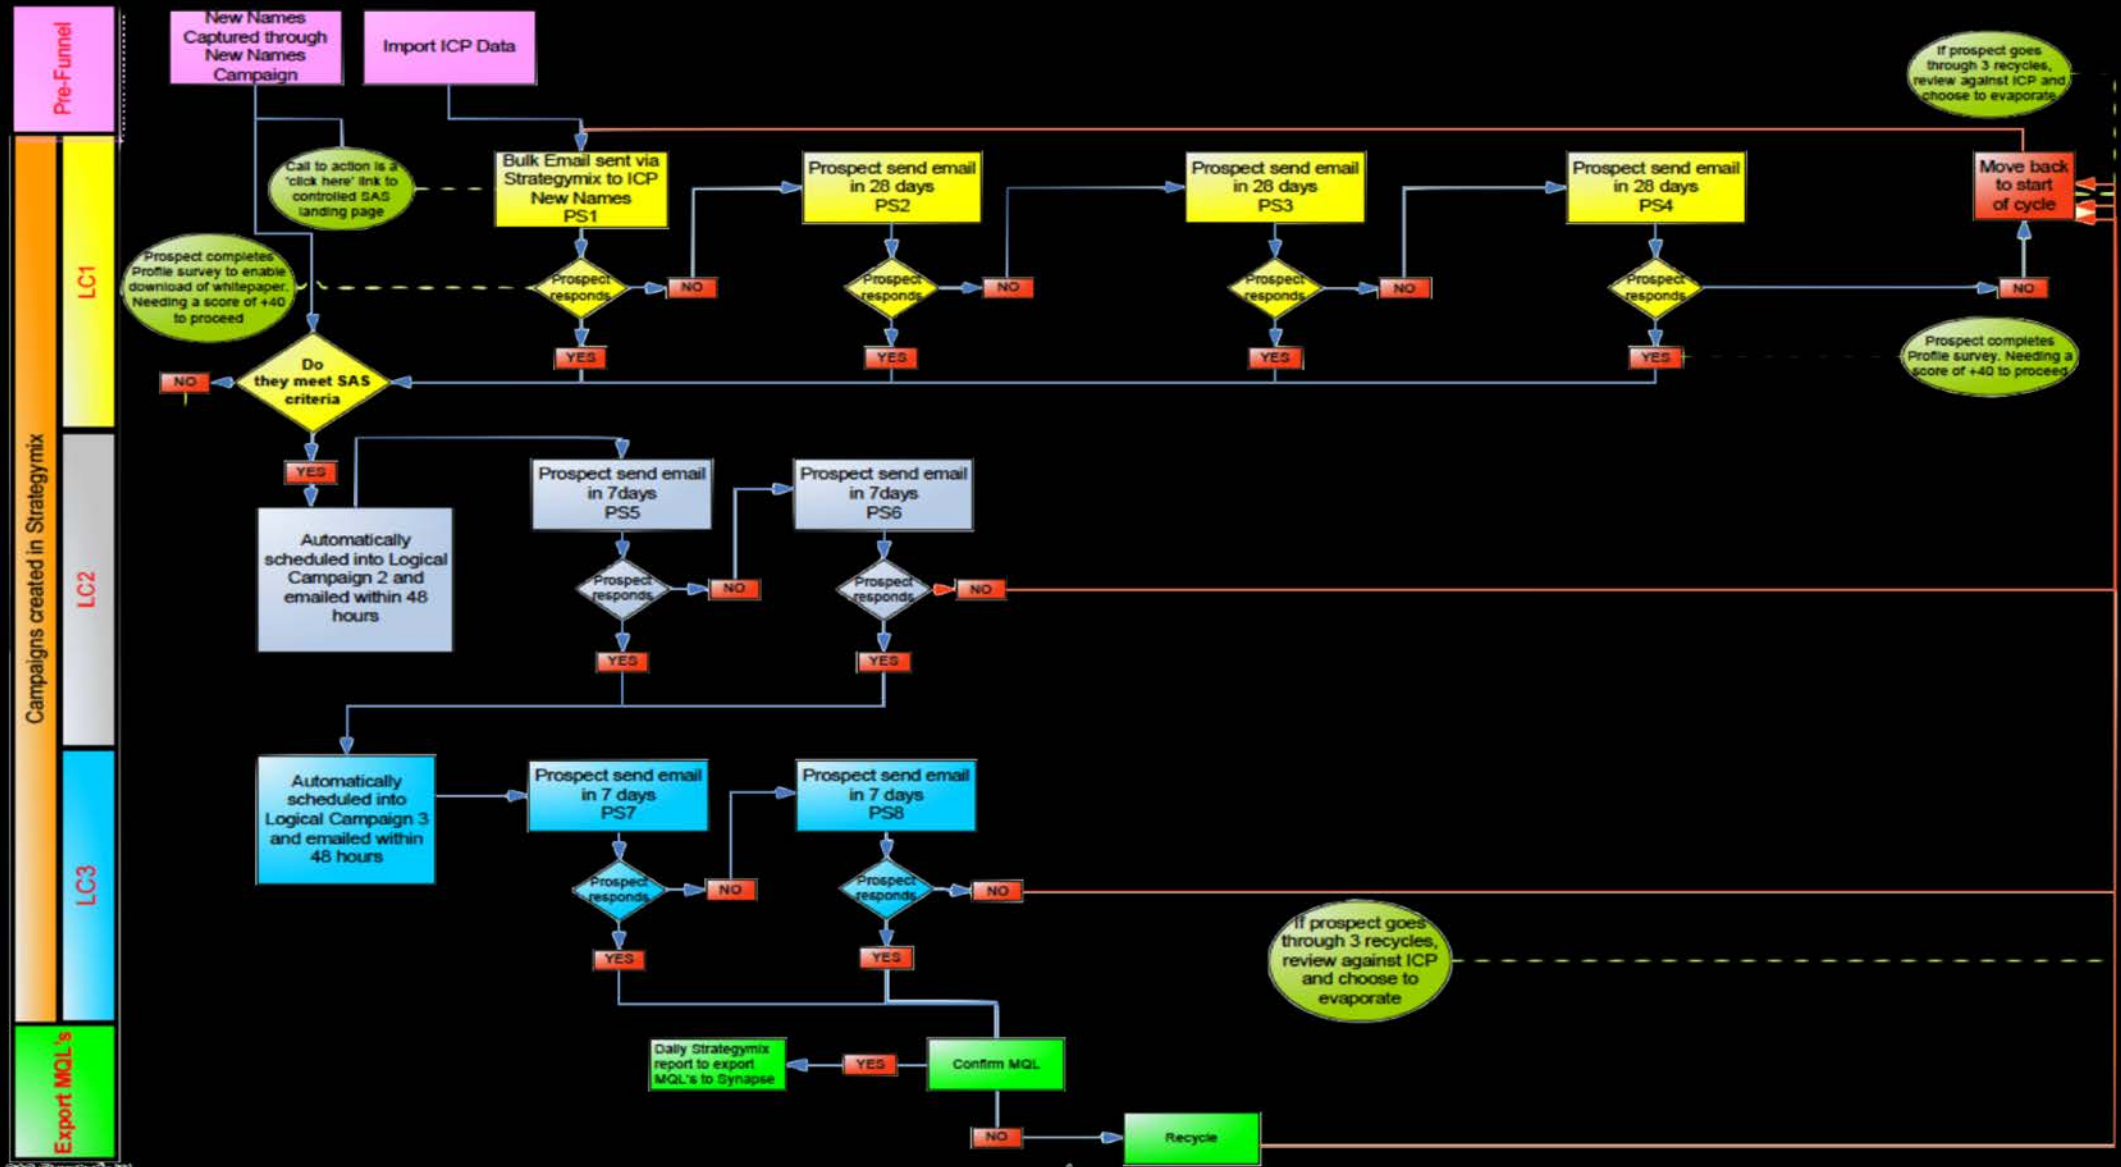 Pre-Funnel
New Names
Captured through
New Names
Campaign
Import ICP Data
If prospect goes
through 3 recycles,
review against ICP and
choose to evaporate
Campaigns created in Strategymix
LC1
Call to action is a
'click here' link to
controlled SAS
landing page
Bulk Email sent via
Strategymix to ICP
New Names
PS1
Prospect send email
in 28 days
PS2
Prospect send email
in 28 days
PS3
Prospect send email
in 28 days
PS4
Move back
to start
of cycle
Prospect completes
Profile survey to enable
download of whitepaper.
Needing a score of +40
to proceed
Prospect
responds
NO
Prospect
responds
NO
Prospect
responds
NO
Prospect
responds
NO
YES
YES
YES
YES
Prospect completes
Profile survey. Needing a
score of +40 to proceed
NO
Do
they meet SAS
criteria
YES
LC2
Automatically
scheduled into Logical
Campaign 2 and
emailed within 48
hours
Prospect send email
in 7days
PS5
Prospect send email
in 7days
PS6
Prospect
responds
NO
Prospect
responds
NO
YES
YES
LC3
Automatically
scheduled into
Logical Campaign 3
and emailed within
48 hours
Prospect send email
in 7 days
PS7
Prospect send email
in 7 days
PS8
Prospect
responds
NO
Prospect
responds
NO
YES
YES
If prospect goes
through 3 recycles,
review against ICP
and choose to
evaporate
Export MQL's
Daily Strategymix
report to export
MQL's to Synapse
YES
Confirm MQL
NO
Recycle